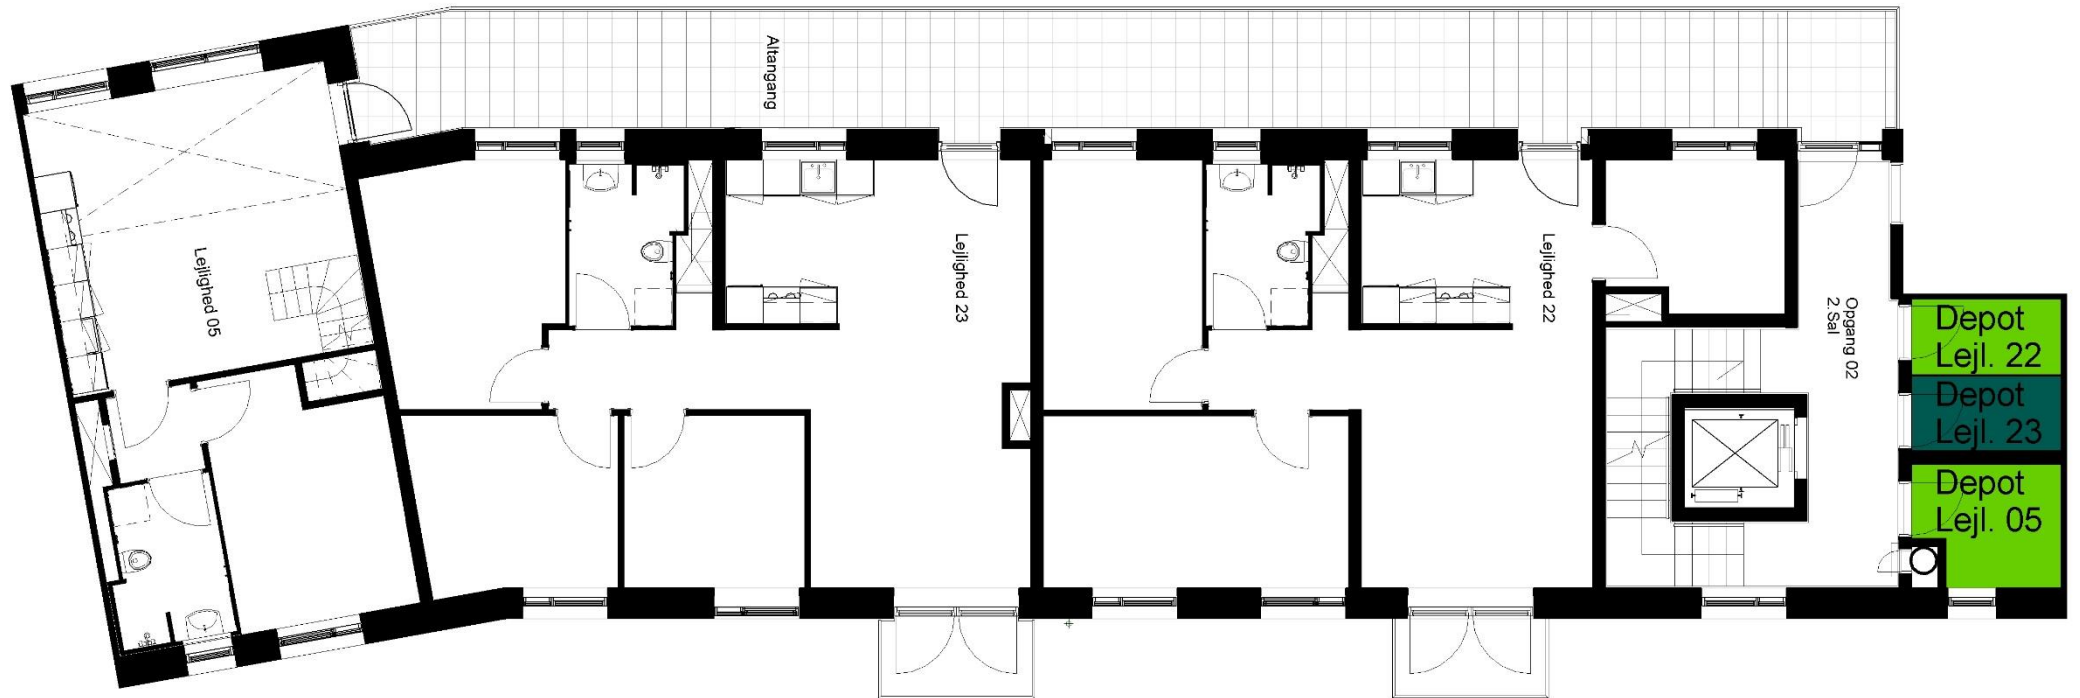 Altangang
Lejlighed 05
Lejlighed 23
Lejlighed 22
Opgang 02
2.Sal
Depot
Lejl. 22
Depot
Lejl. 23
Depot
Lejl. 05